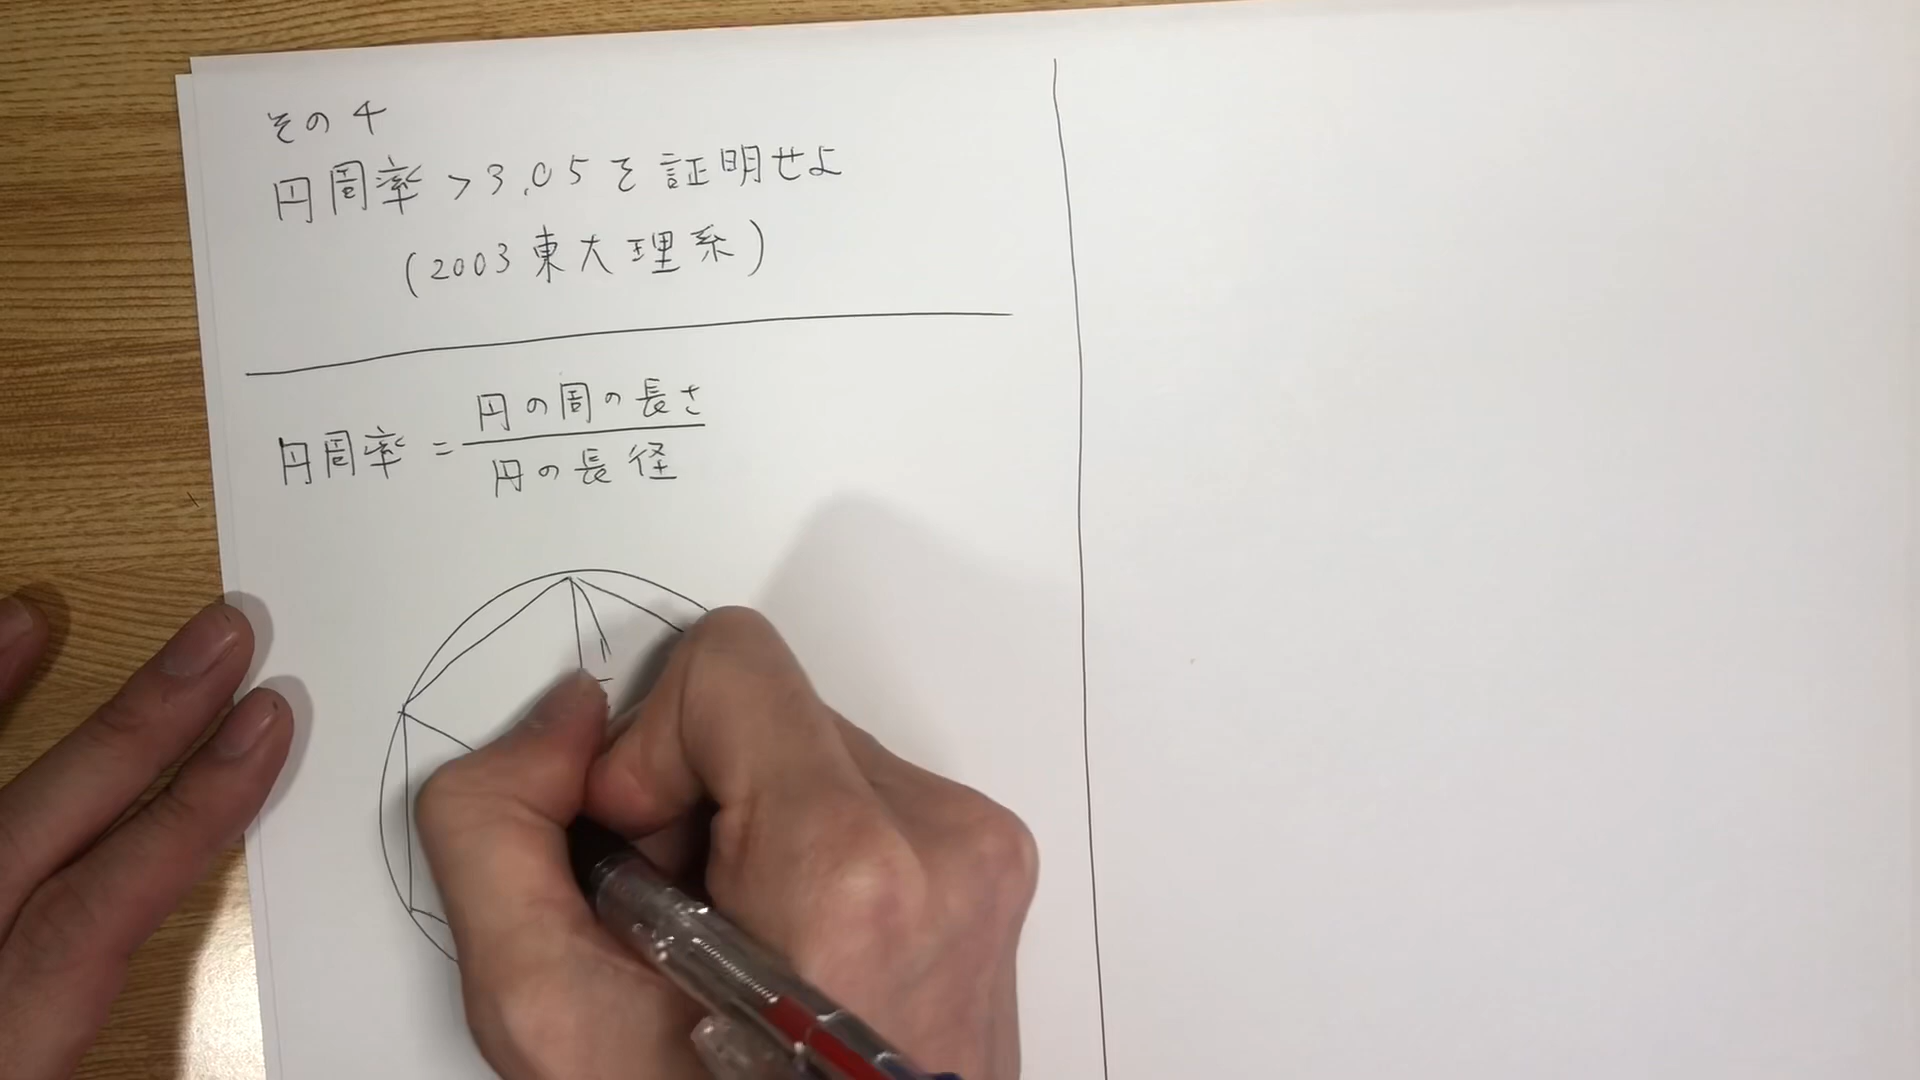 その4
円周率>3.05を証明せよ
(2003東大理系)
円周率=円の周の長さ
円の長径